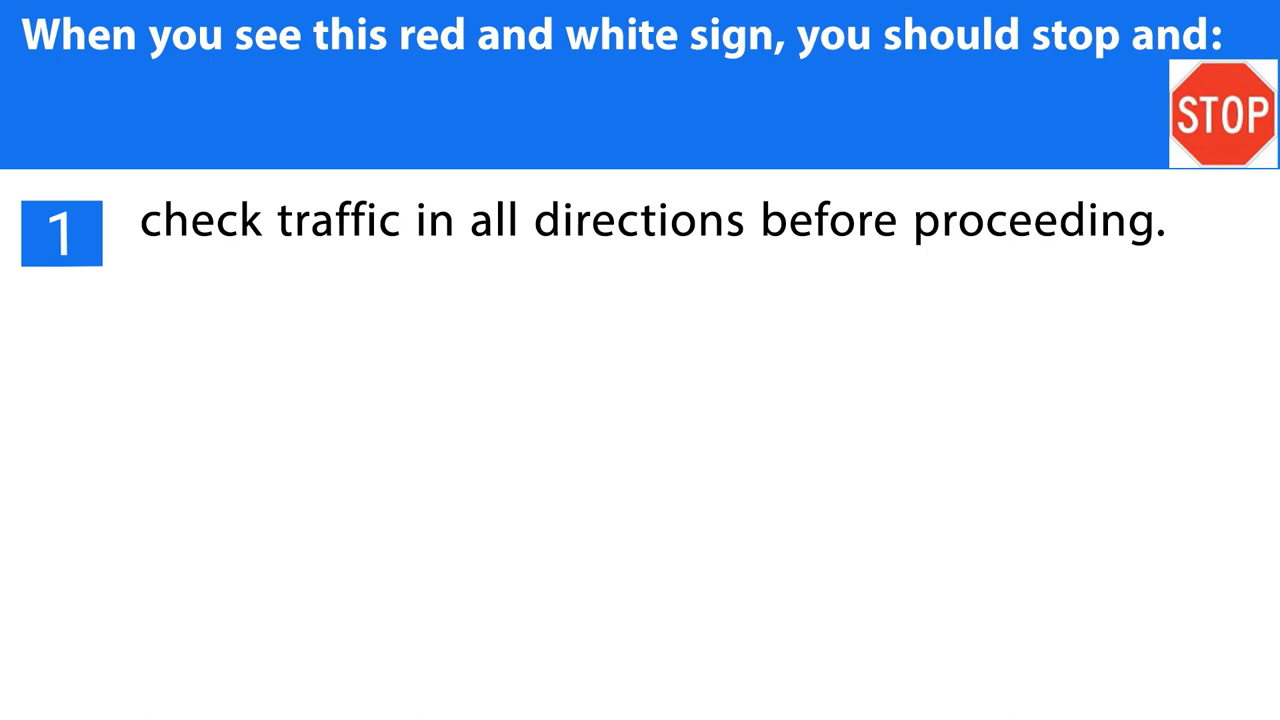 When you see this red and white sign, you should stop and:
STOP
1
check traffic in all directions before proceeding.